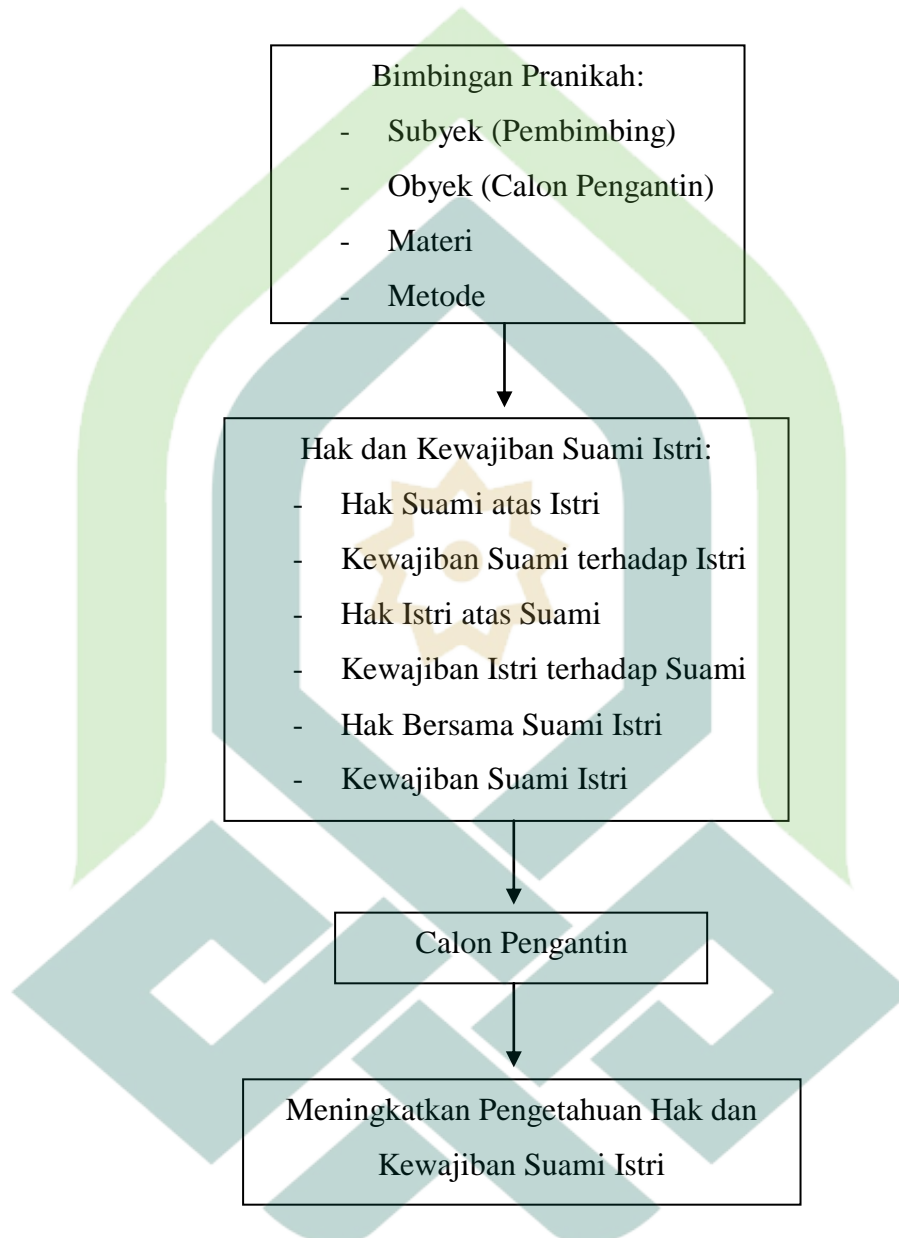 Bimbingan Pranikah:
- Subyek (Pembimbing)
- Obyek (Calon Pengantin)
- Materi
- Metode
Hak dan Kewajiban Suami Istri:
- Hak Suami atas Istri
- Kewajiban Suami terhadap Istri
- Hak Istri atas Suami
- Kewajiban Istri terhadap Suami
- Hak Bersama Suami Istri
- Kewajiban Suami Istri
Calon Pengantin
Meningkatkan Pengetahuan Hak dan
Kewajiban Suami Istri